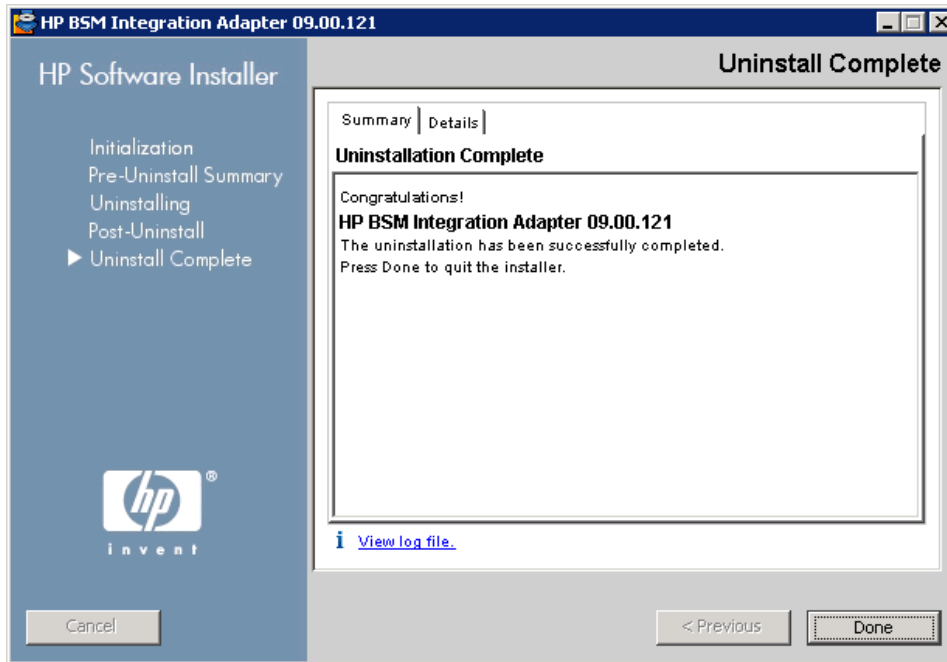 HP BSM Integration Adapter 09.00.121
HP Software Installer
Uninstall Complete
Initialization
Pre-Uninstall Summary
Uninstalling
Post-Uninstall
Uninstall Complete
Summary
Details
Uninstallation Complete
Congratulations!
HP BSM Integration Adapter 09.00.121
The uninstallation has been successfully completed.
Press Done to quit the installer.
hp ®
invent
i View log file.
Cancel
< Previous
Done